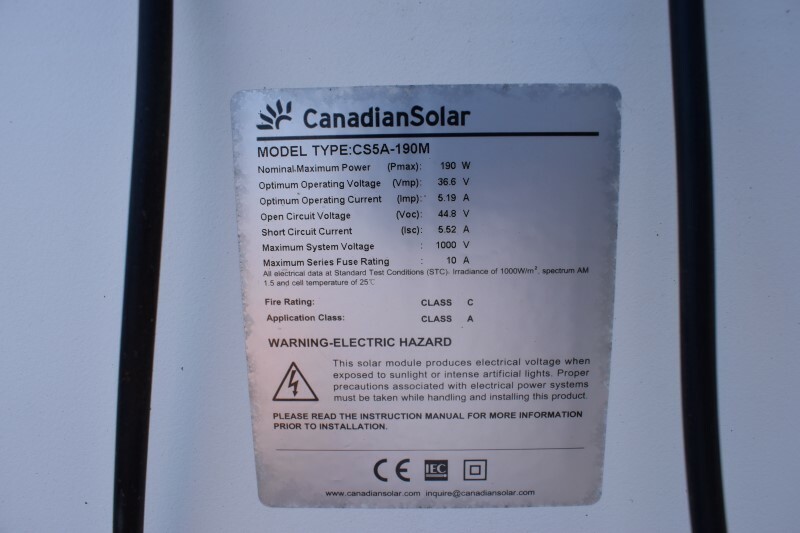 CanadianSolar
MODEL TYPE:CS5A-190M
Nominal Maximum Power (Pmax): 190 W
Optimum Operating Voltage (Vmp): 36.6 V
Optimum Operating Current (Imp): 5.19 A
Open Circuit Voltage (Voc): 44.8 V
Short Circuit Current (Isc): 5.52 A
Maximum System Voltage : 1000 V
Maximum Series Fuse Rating : 10 A
All electrical data at Standard Test Conditions (STC). Irradiance of 1000W/m², spectrum AM
1.5 and cell temperature of 25℃
Fire Rating: CLASS C
Application Class: CLASS A
WARNING-ELECTRIC HAZARD
This solar module produces electrical voltage when
exposed to sunlight or intense artificial lights. Proper
precautions associated with electrical power systems
must be taken while handling and installing this product.
PLEASE READ THE INSTRUCTION MANUAL FOR MORE INFORMATION
PRIOR TO INSTALLATION.
CE IEC
www.canadiansolar.com inquire@canadiansolar.com